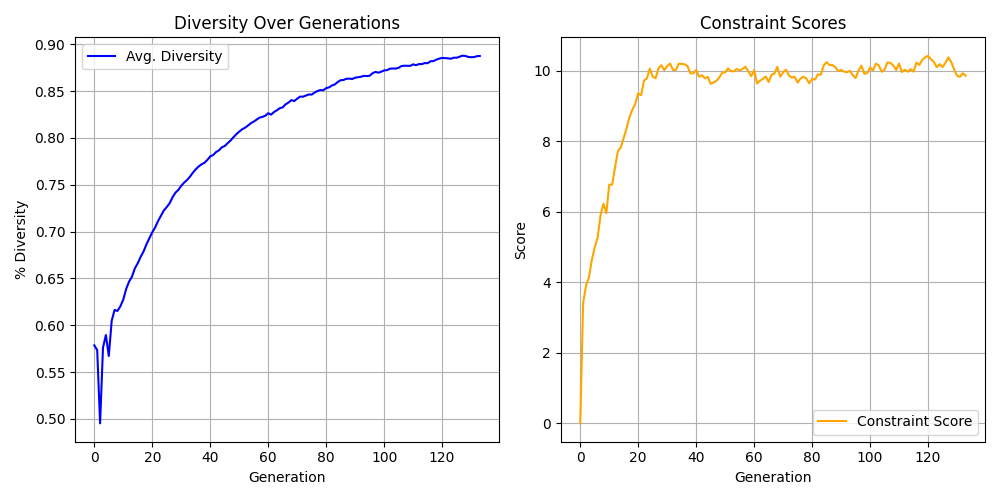 Diversity Over Generations
Avg. Diversity
% Diversity
0.90
0.85
0.80
0.75
0.70
0.65
0.60
0.55
0.50
0 20 40 60 80 100 120
Generation
Constraint Scores
Score
10
8
6
4
2
0
Constraint Score
0 20 40 60 80 100 120
Generation